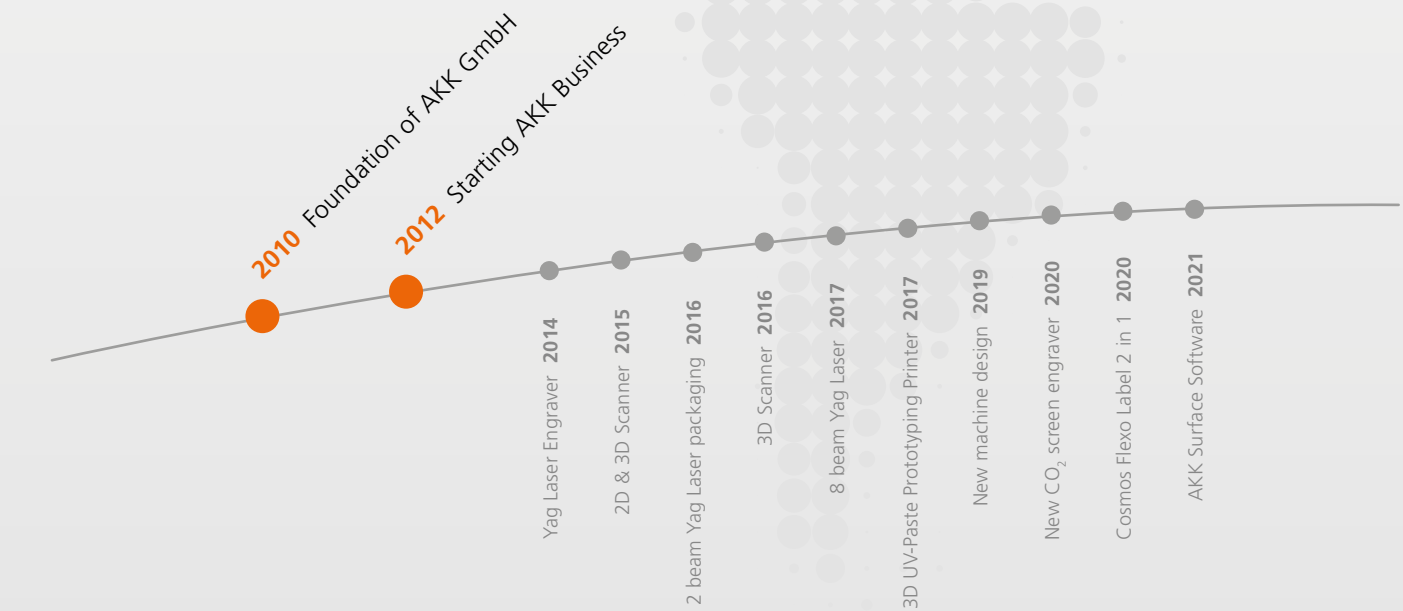 2010 Foundation of AKK GmbH
2012 Starting AKK Business
Yag Laser Engraver 2014
2D & 3D Scanner 2015
2 beam Yag Laser packaging 2016
3D Scanner 2016
8 beam Yag Laser 2017
3D UV-Paste Prototyping Printer 2017
New machine design 2019
New CO₂ screen engraver 2020
Cosmos Flexo Label 2 in 1 2020
AKK Surface Software 2021